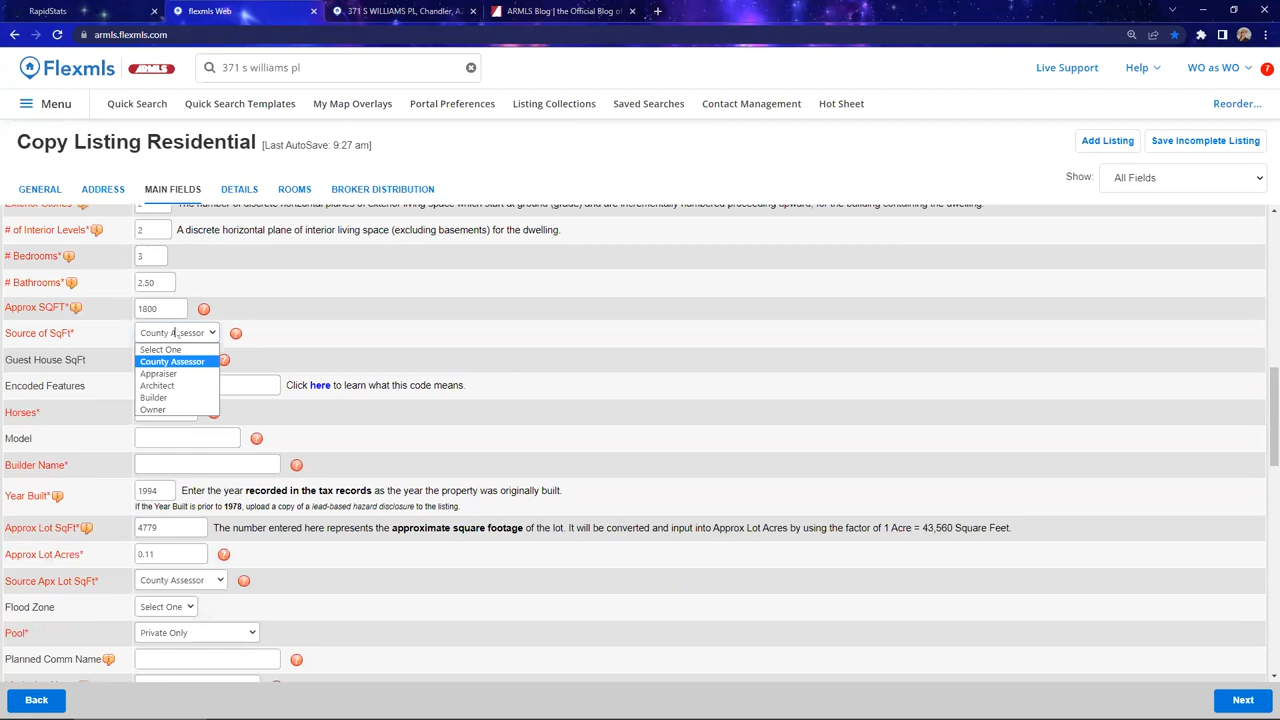 RapidStats
flexmls Web
371 S WILLIAMS PL, Chandler, AZ
ARMLS Blog | the Official Blog of
armls.flexmls.com
Flexmls ARMLS
371 s williams pl
Live Support
Help
WO as WO
7
Menu
Quick Search
Quick Search Templates
My Map Overlays
Portal Preferences
Listing Collections
Saved Searches
Contact Management
Hot Sheet
Reorder...
Copy Listing Residential [Last AutoSave: 9:27 am]
Add Listing
Save Incomplete Listing
Show: All Fields
GENERAL
ADDRESS
MAIN FIELDS
DETAILS
ROOMS
BROKER DISTRIBUTION
Exterior Stories* 2 The number of discrete horizontal planes of exterior living space which start at ground (grade) and are incrementally numbered proceeding upward, for the building containing the dwelling.
# of Interior Levels* 2 A discrete horizontal plane of interior living space (excluding basements) for the dwelling.
# Bedrooms* 3
# Bathrooms* 2.50
Approx SQFT* 1800
Source of SqFt* County Assessor
Select One
County Assessor
Appraiser
Architect
Builder
Owner
Guest House SqFt
Encoded Features Click here to learn what this code means.
Horses*
Model
Builder Name*
Year Built* 1994 Enter the year recorded in the tax records as the year the property was originally built.
If the Year Built is prior to 1978, upload a copy of a lead-based hazard disclosure to the listing.
Approx Lot SqFt* 4779 The number entered here represents the approximate square footage of the lot. It will be converted and input into Approx Lot Acres by using the factor of 1 Acre = 43,560 Square Feet.
Approx Lot Acres* 0.11
Source Apx Lot SqFt* County Assessor
Flood Zone Select One
Pool* Private Only
Planned Comm Name
Back
Next